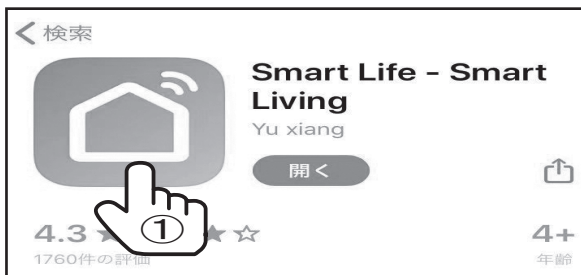 検索
Smart Life - Smart
Living
Yu xiang
開く
4.3 ★ ① ★☆ 4+
1760件の評価 年齢